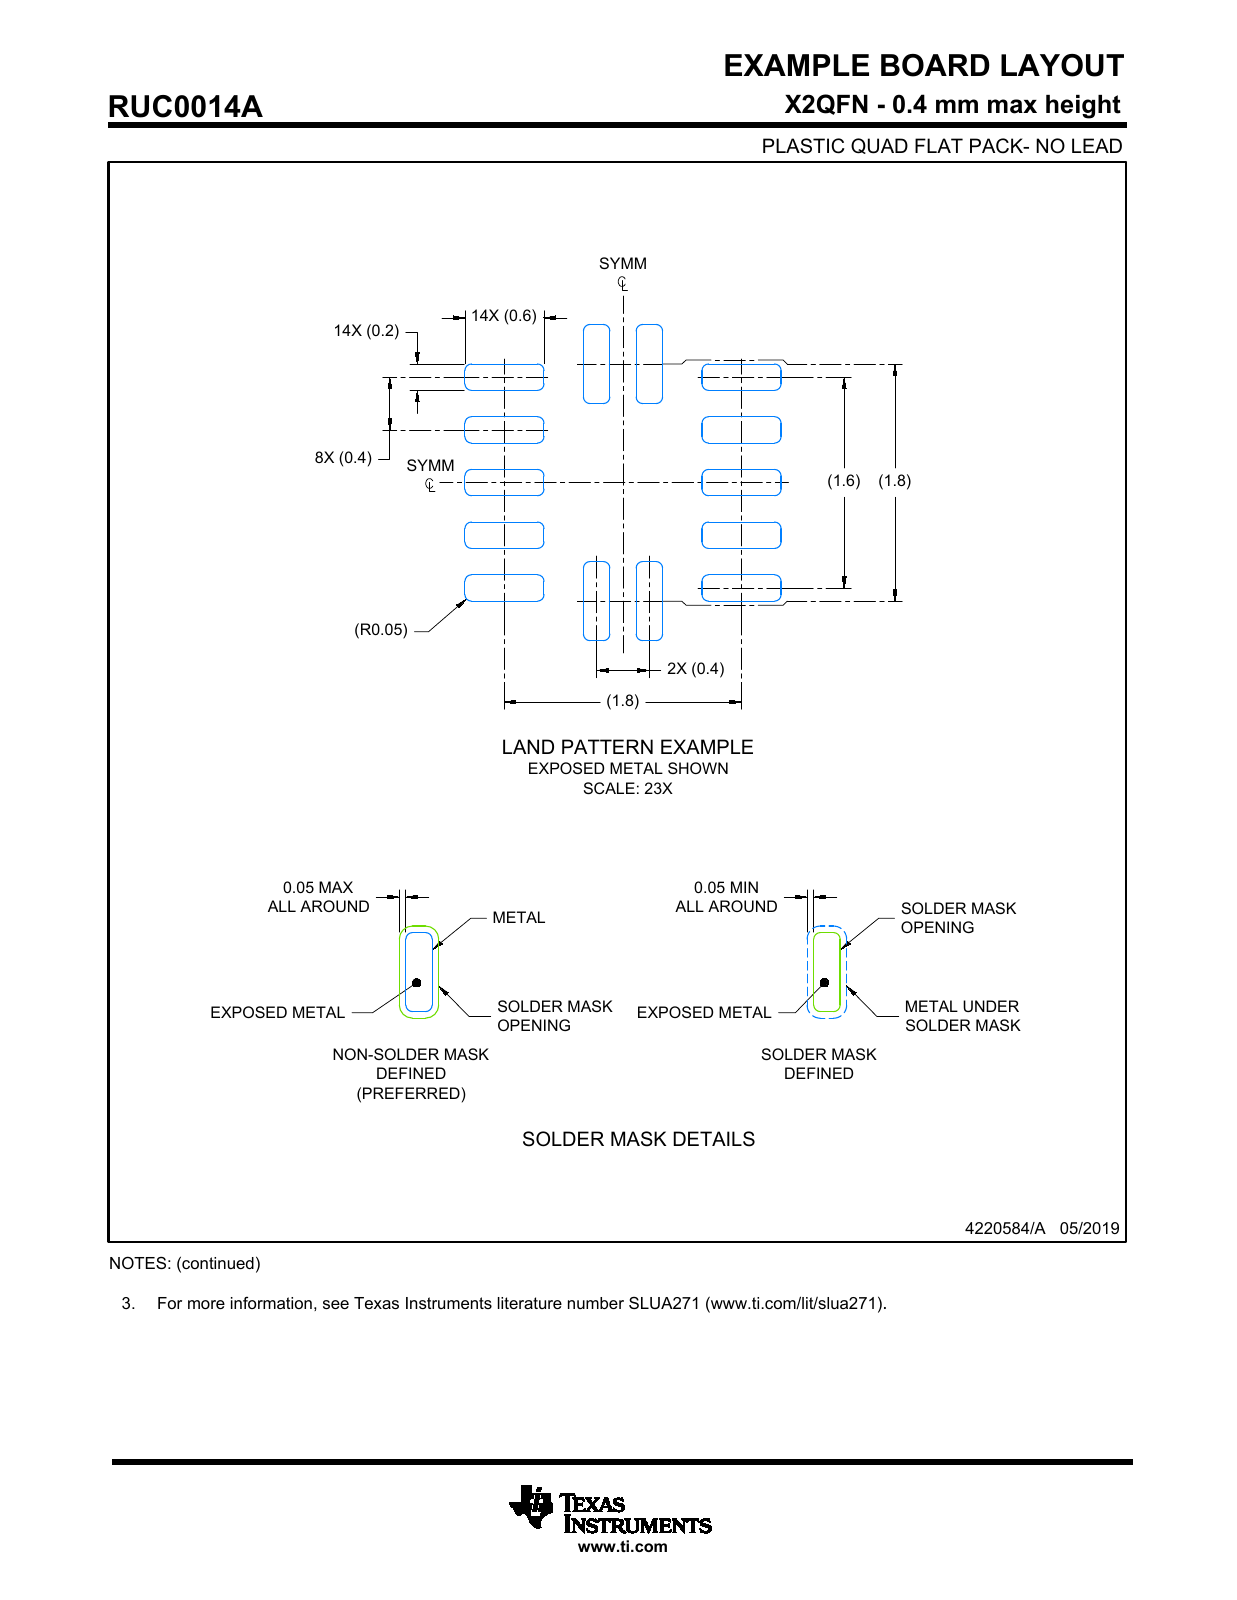 EXAMPLE BOARD LAYOUT
RUC0014A
X2QFN - 0.4 mm max height
PLASTIC QUAD FLAT PACK- NO LEAD
SYMM
℄
14X (0.6)
14X (0.2)
8X (0.4)
SYMM
℄
(1.6)
(1.8)
(R0.05)
2X (0.4)
(1.8)
LAND PATTERN EXAMPLE
EXPOSED METAL SHOWN
SCALE: 23X
0.05 MAX
ALL AROUND
METAL
EXPOSED METAL
SOLDER MASK
OPENING
NON-SOLDER MASK
DEFINED
(PREFERRED)
0.05 MIN
ALL AROUND
SOLDER MASK
OPENING
EXPOSED METAL
METAL UNDER
SOLDER MASK
SOLDER MASK
DEFINED
SOLDER MASK DETAILS
4220584/A 05/2019
NOTES: (continued)
3. For more information, see Texas Instruments literature number SLUA271 (www.ti.com/lit/slua271).
TEXAS
INSTRUMENTS
www.ti.com